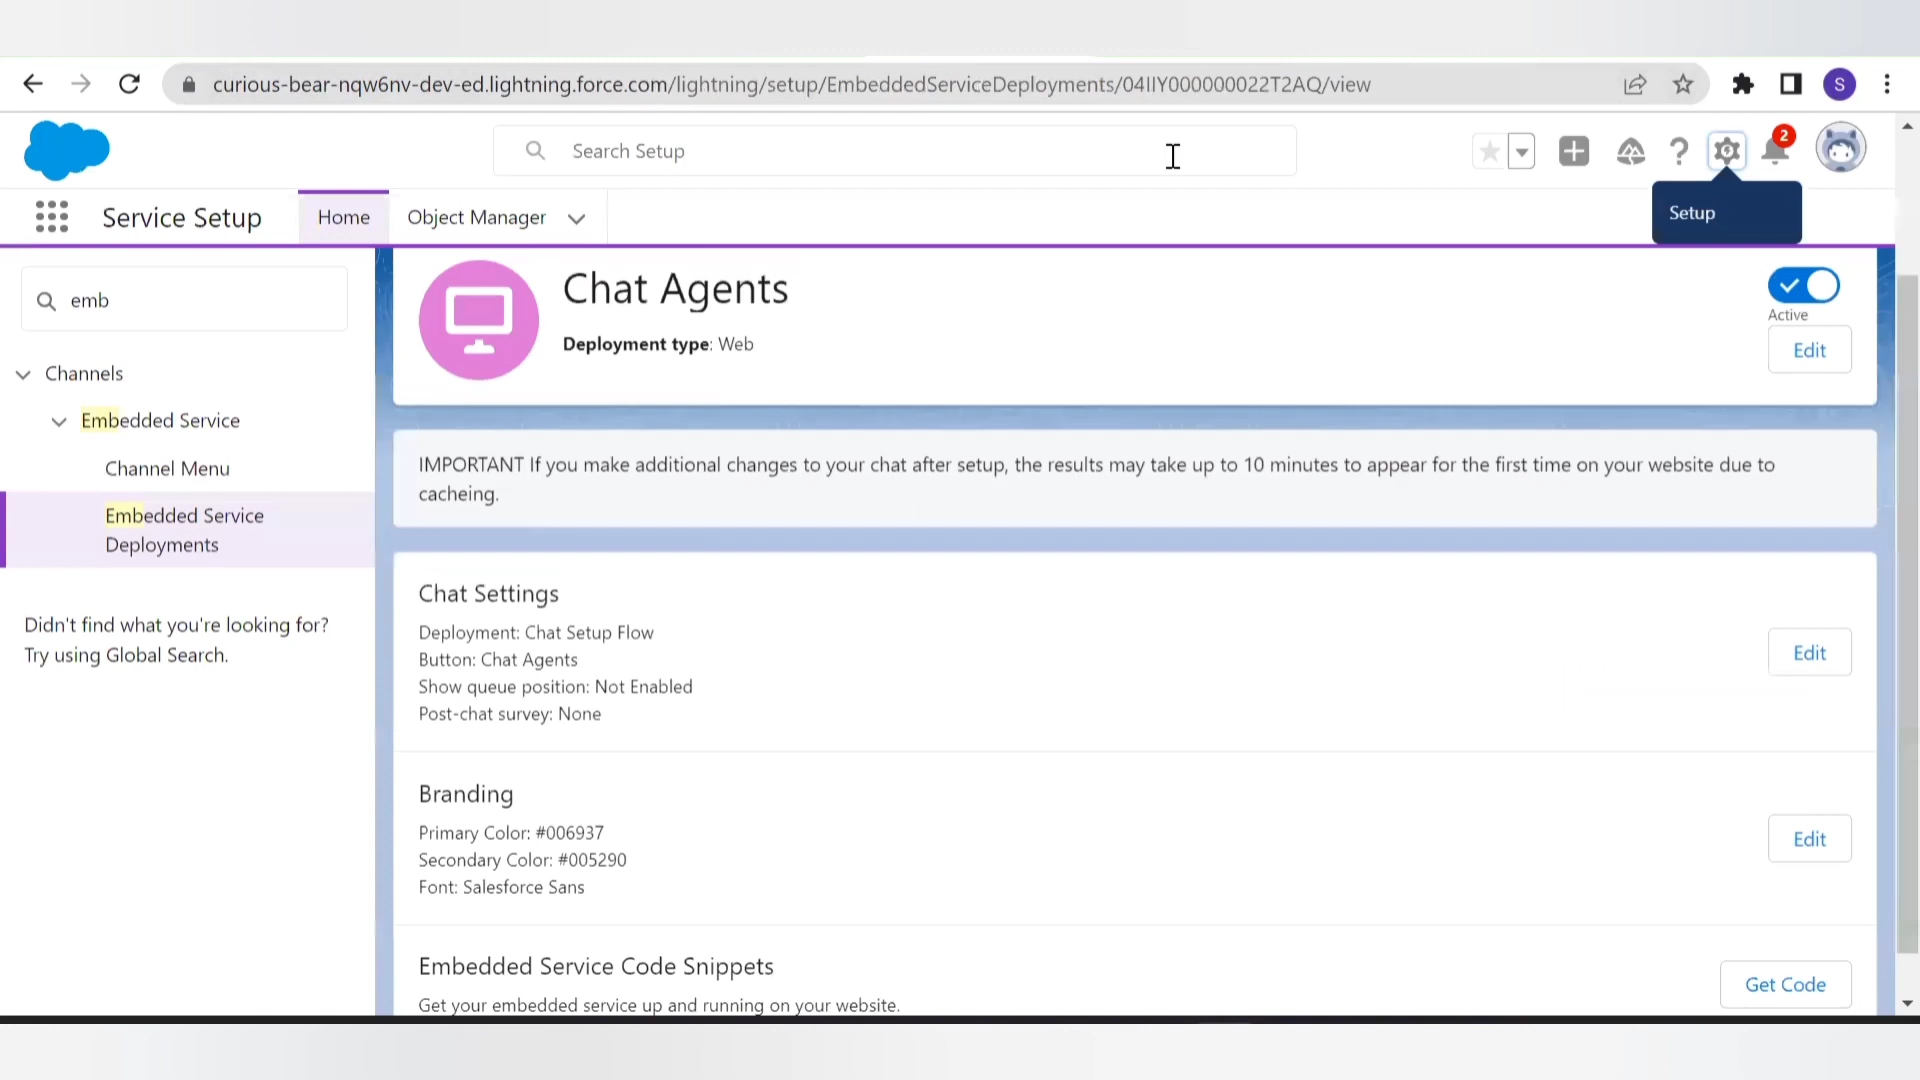 curious-bear-nqw6nv-dev-ed.lightning.force.com/lightning/setup/EmbeddedServiceDeployments/04IIY000000022T2AQ/view
S
Search Setup
2
Service Setup
Home
Object Manager
Setup
emb
Channels
Embedded Service
Channel Menu
Embedded Service
Deployments
Didn't find what you're looking for?
Try using Global Search.
Chat Agents
Deployment type: Web
Active
Edit
IMPORTANT If you make additional changes to your chat after setup, the results may take up to 10 minutes to appear for the first time on your website due to
cacheing.
Chat Settings
Deployment: Chat Setup Flow
Button: Chat Agents
Show queue position: Not Enabled
Post-chat survey: None
Edit
Branding
Primary Color: #006937
Secondary Color: #005290
Font: Salesforce Sans
Edit
Embedded Service Code Snippets
Get your embedded service up and running on your website.
Get Code